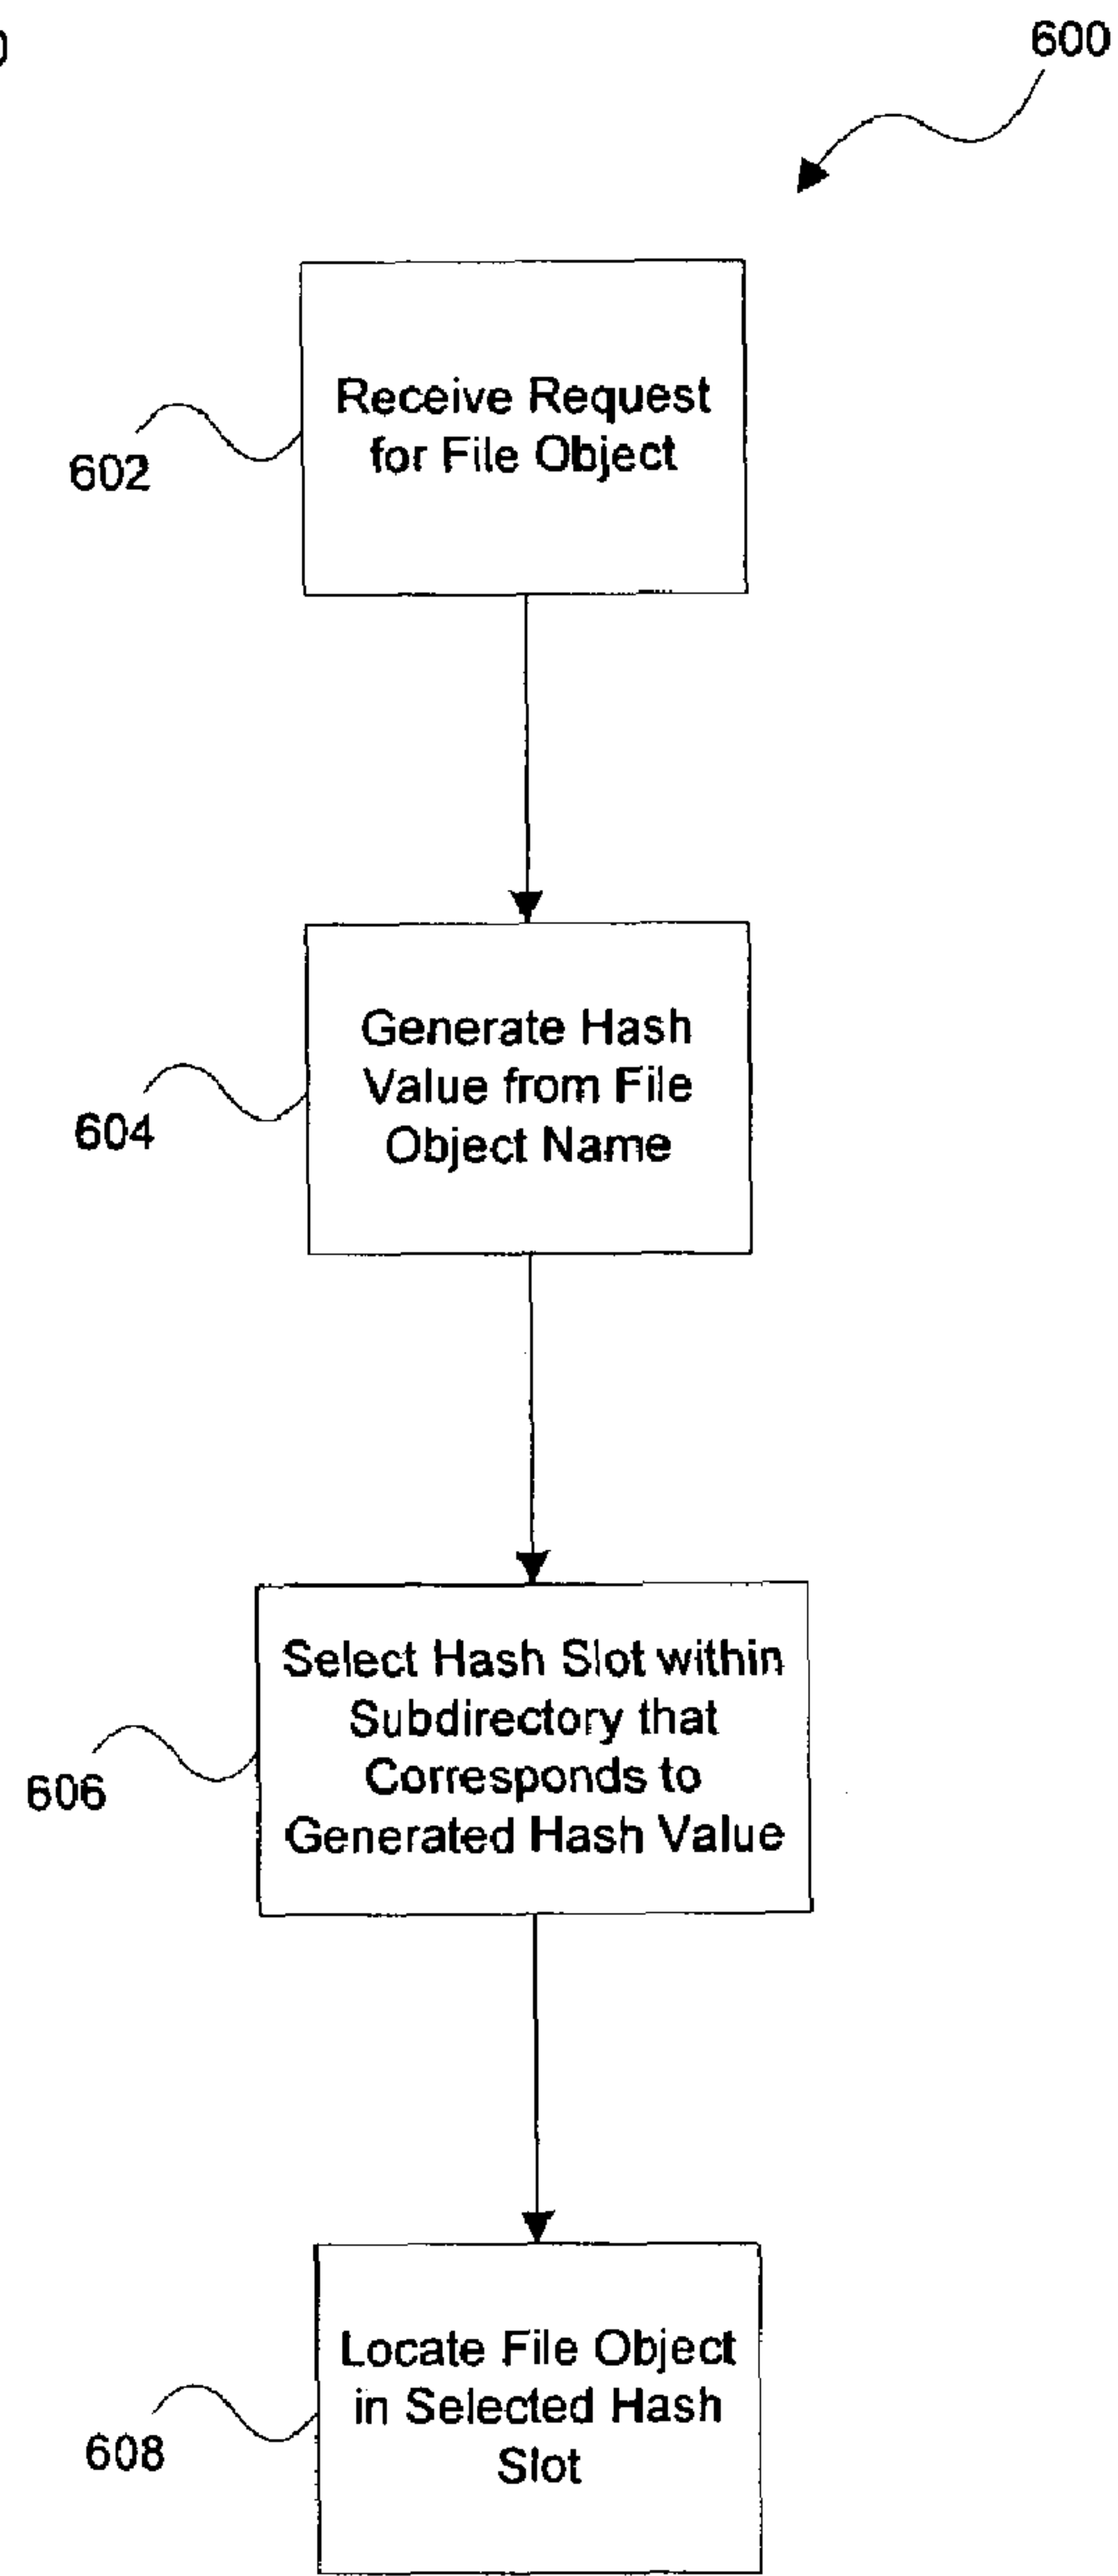 600
Receive Request
for File Object
602
Generate Hash
Value from File
Object Name
604
Select Hash Slot within
Subdirectory that
Corresponds to
Generated Hash Value
606
Locate File Object
in Selected Hash
Slot
608